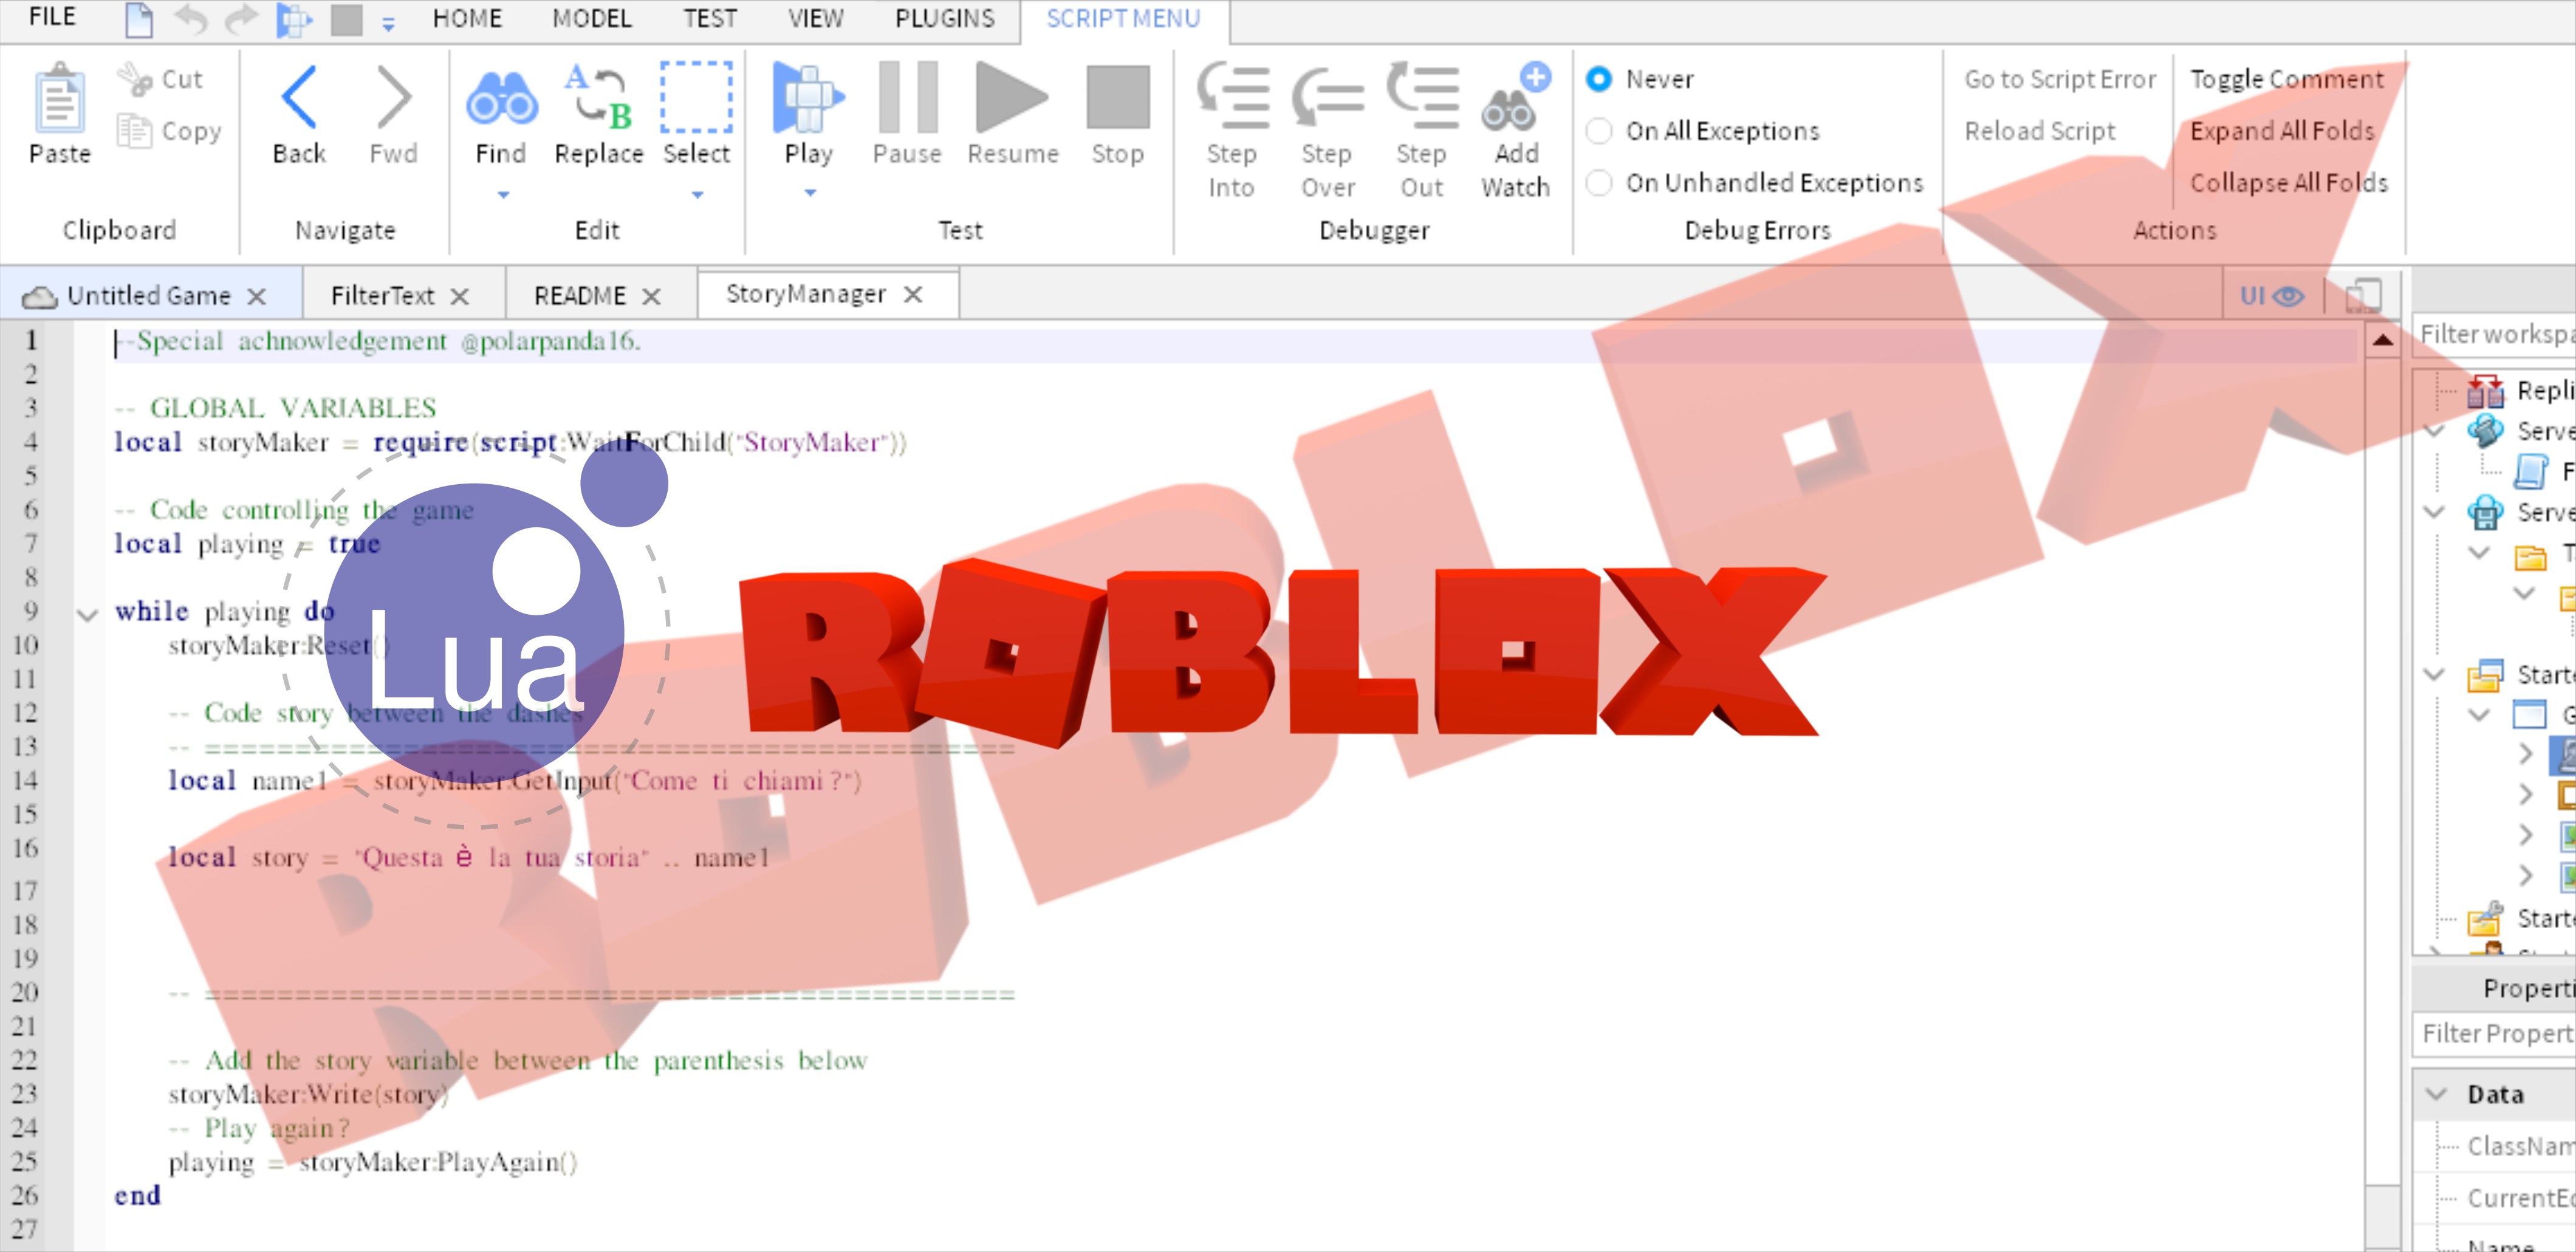 FILE HOME MODEL TEST VIEW PLUGINS SCRIPT MENU
Paste Cut Copy Back Fwd Find Replace Select Play Pause Resume Stop Step Into Step Over Step Out Add Watch
Never
On All Exceptions
On Unhandled Exceptions
Go to Script Error
Reload Script
Toggle Comment
Expand All Folds
Collapse All Folds
Clipboard Navigate Edit Test Debugger Debug Errors Actions
Untitled Game FilterText README StoryManager UI
1 --Special achnowledgement @polarpanda16.
2
3 -- GLOBAL VARIABLES
4 local storyMaker = require(script:WaitForChild("StoryMaker"))
5
6 -- Code controlling the game
7 local playing = true
8
9 while playing do
10 storyMaker:Reset()
11
12 -- Code story between the dashes
13 -- =============================================
14 local name1 = storyMaker:GetInput("Come ti chiami?")
15
16 local story = "Questa è la tua storia" .. name1
17
18
19
20 -- =============================================
21
22 -- Add the story variable between the parenthesis below
23 storyMaker:Write(story)
24 -- Play again?
25 playing = storyMaker:PlayAgain()
26 end
27
Lua
ROBLOX
ROBLOX
Filter workspa
Repli
Serve
F
Serve
T
Starte
G
Starte
Properti
Filter Propert
Data
ClassNam
CurrentEd
Name